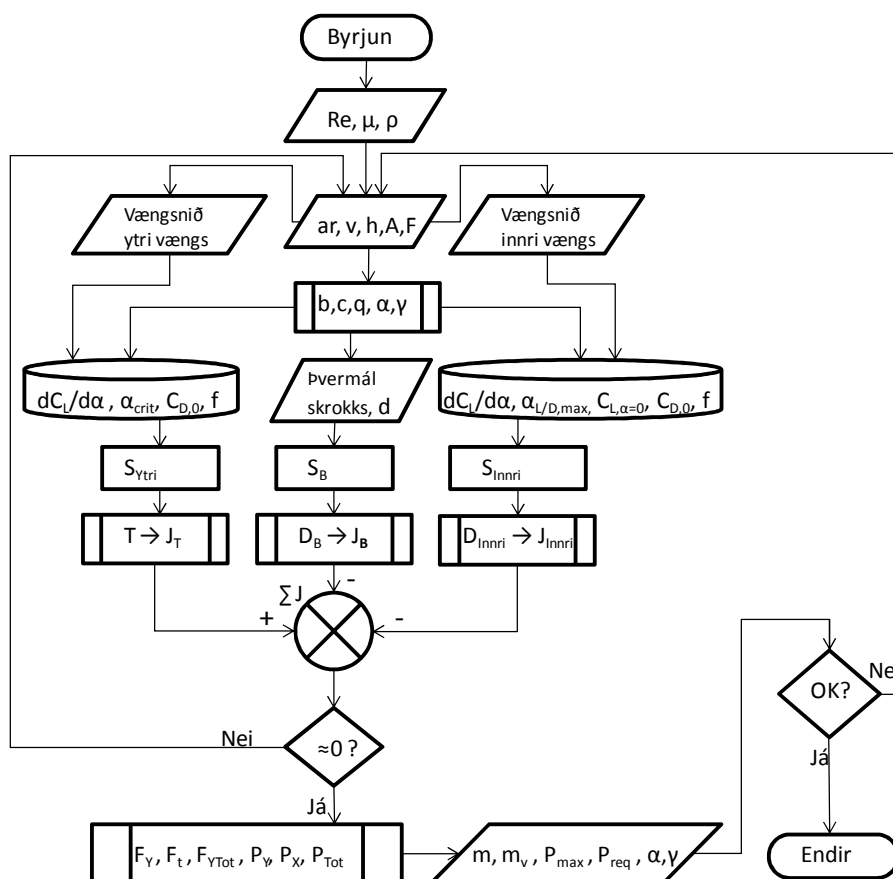 Byrjun
Re, μ, ρ
Vængsnið
ytri vængs
ar, v, h,A,F
Vængsnið
innri vængs
b,c,q, α,γ
dC_L/dα , α_crit, C_D,0, f
Þvermál
skrokks, d
dC_L/dα, α_L/D,max, C_L,α=0, C_D,0, f
S_Ytri
S_B
S_Innri
T → J_T
D_B → J_B
D_Innri → J_Innri
∑ J
-
+
-
≈0 ?
Nei
Já
OK?
Ne
Já
F_Y , F_t , F_YTot , P_Y, P_X , P_Tot
m, m_v , P_max , P_req , α,γ
Endir